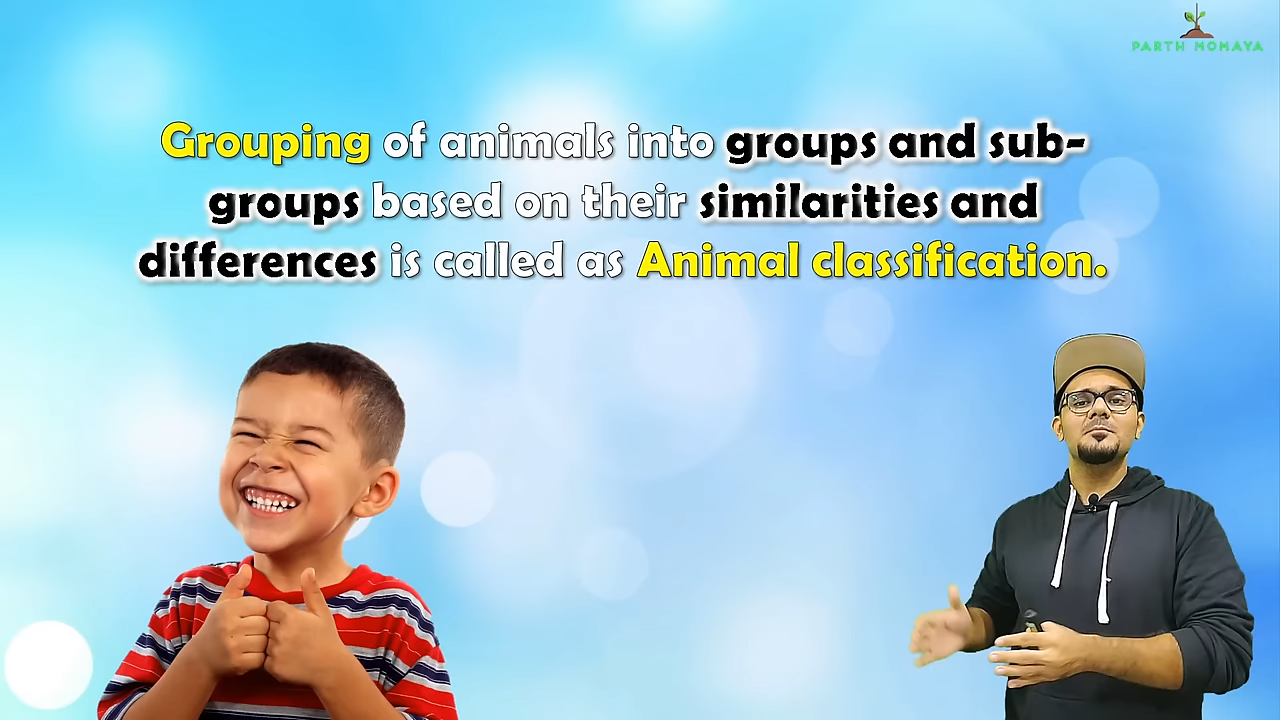 PARTH MOMAYA
Grouping of animals into groups and sub-
groups based on their similarities and
differences is called as Animal classification.